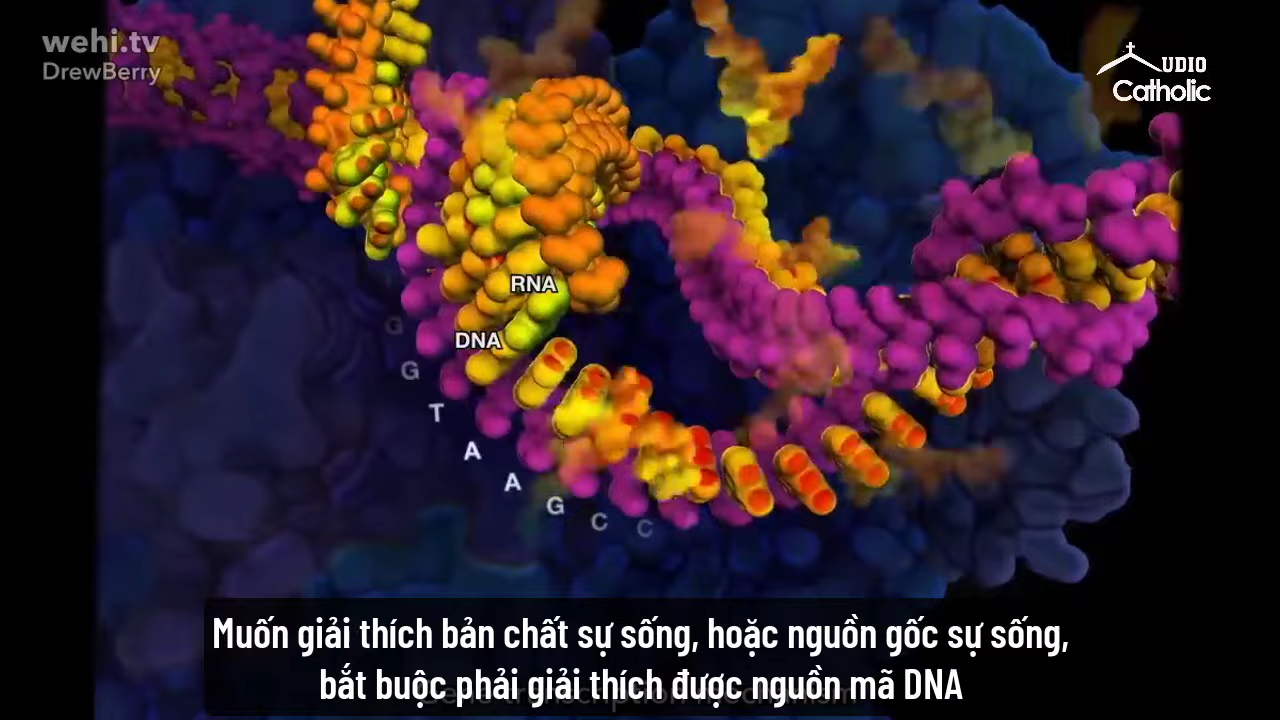 wehi.tv
DrewBerry
UDIO
Catholic
RNA
DNA
G
G
T
A
A
G
C
C
Muốn giải thích bản chất sự sống, hoặc nguồn gốc sự sống,
bắt buộc phải giải thích được nguồn mã DNA